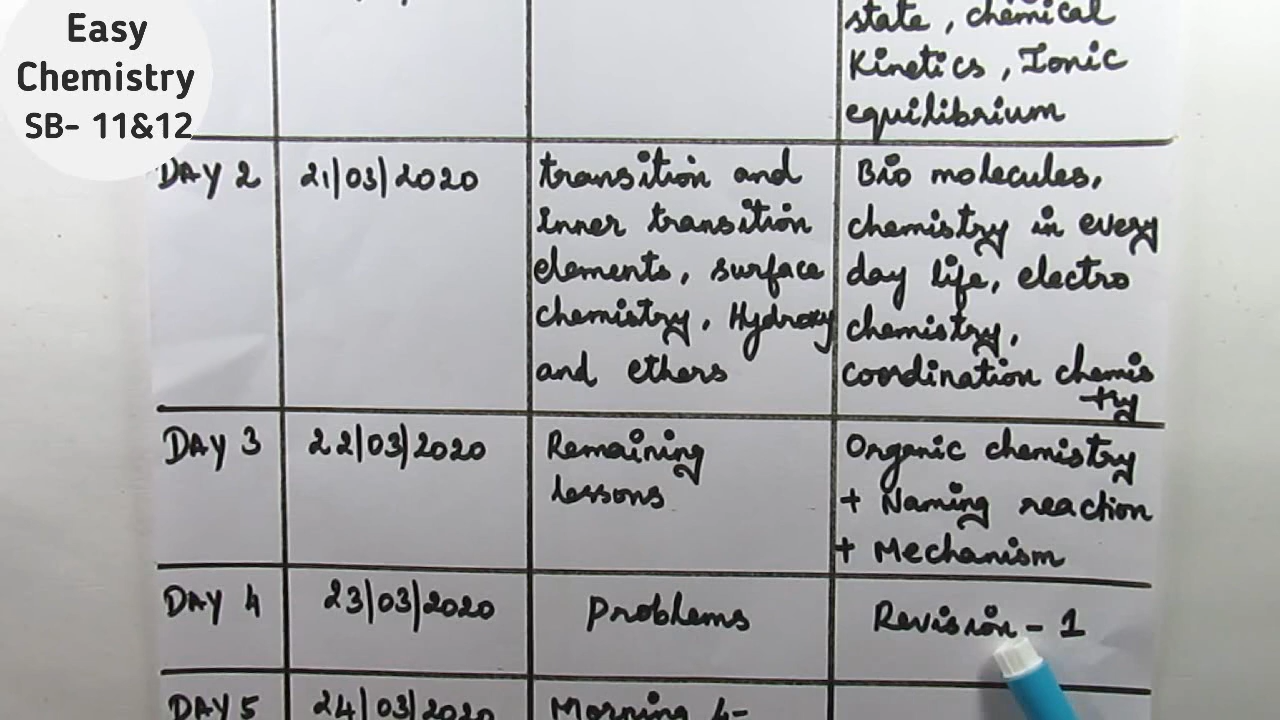 Easy
Chemistry
SB- 11&12
state, chemical
Kinetics, Ionic
equilibrium
DAY 2
21/03/2020
transition and
inner transition
elements, surface
chemistry, Hydroxy
and ethers
Bio molecules,
chemistry in every
day life, electro
chemistry,
coordination chemis
try
DAY 3
22/03/2020
Remaining
lessons
Organic chemistry
+ Naming reaction
+ Mechanism
DAY 4
23/03/2020
Problems
Revision - 1
DAY 5
24/03/2020
Morning 4-